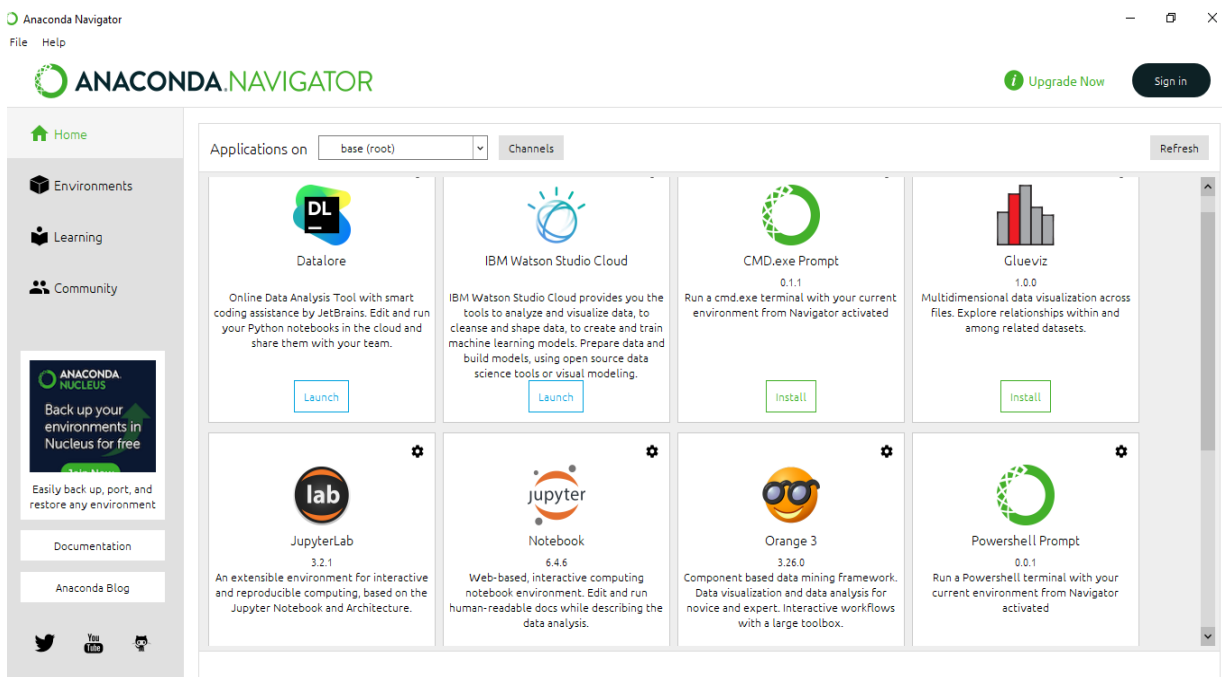 Anaconda Navigator
File Help
ANACONDA.NAVIGATOR
Upgrade Now
Sign in
Home
Environments
Learning
Community
ANACONDA.
NUCLEUS
Back up your
environments in
Nucleus for free
Join Now
Easily back up, port, and
restore any environment
Documentation
Anaconda Blog
You
Tube
Applications on
base (root)
Channels
Refresh
DL
Datalore
Online Data Analysis Tool with smart
coding assistance by JetBrains. Edit and run
your Python notebooks in the cloud and
share them with your team.
Launch
IBM Watson Studio Cloud
IBM Watson Studio Cloud provides you the
tools to analyze and visualize data, to
cleanse and shape data, to create and train
machine learning models. Prepare data and
build models, using open source data
science tools or visual modeling.
Launch
CMD.exe Prompt
0.1.1
Run a cmd.exe terminal with your current
environment from Navigator activated
Install
Glueviz
1.0.0
Multidimensional data visualization across
files. Explore relationships within and
among related datasets.
Install
lab
JupyterLab
3.2.1
An extensible environment for interactive
and reproducible computing, based on the
Jupyter Notebook and Architecture.
jupyter
Notebook
6.4.6
Web-based, interactive computing
notebook environment. Edit and run
human-readable docs while describing the
data analysis.
Orange 3
3.26.0
Component based data mining framework.
Data visualization and data analysis for
novice and expert. Interactive workflows
with a large toolbox.
Powershell Prompt
0.0.1
Run a Powershell terminal with your
current environment from Navigator
activated